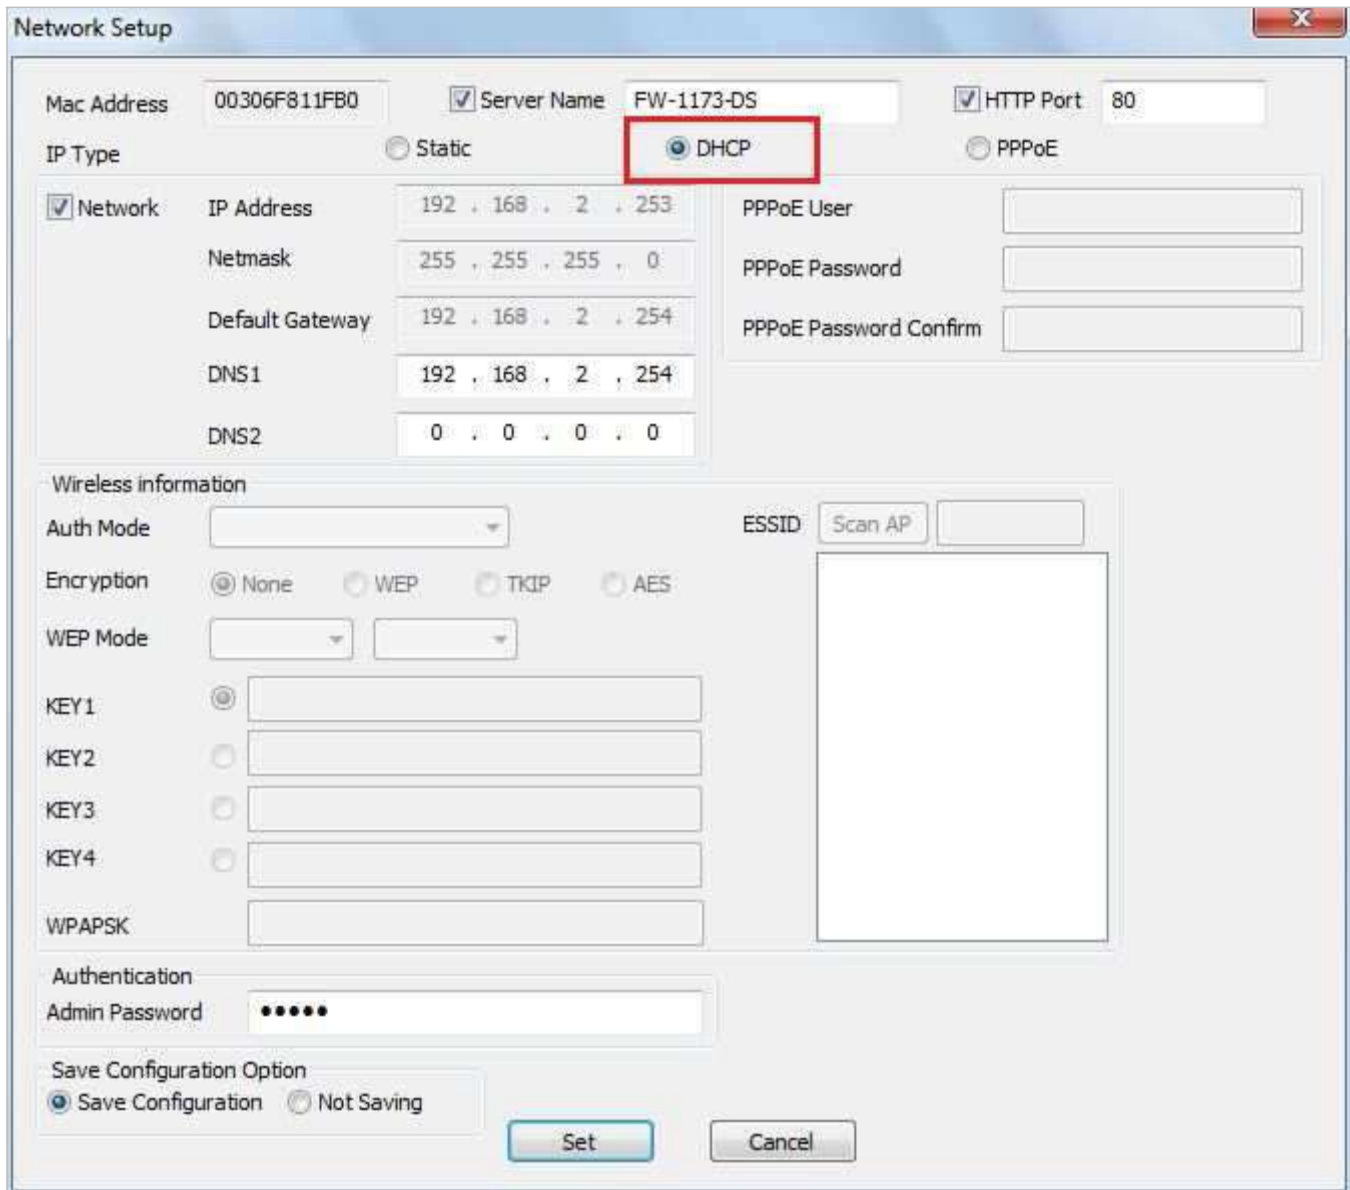 Network Setup
X
Mac Address 00306F811FB0 Server Name FW-1173-DS HTTP Port 80
IP Type Static DHCP PPPoE
Network IP Address 192 . 168 . 2 . 253 PPPoE User
Netmask 255 . 255 . 255 . 0 PPPoE Password
Default Gateway 192 . 168 . 2 . 254 PPPoE Password Confirm
DNS1 192 . 168 . 2 . 254
DNS2 0 . 0 . 0 . 0
Wireless information
Auth Mode ESSID Scan AP
Encryption None WEP TKIP AES
WEP Mode
KEY1
KEY2
KEY3
KEY4
WPAPSK
Authentication
Admin Password •••••
Save Configuration Option
Save Configuration Not Saving
Set Cancel